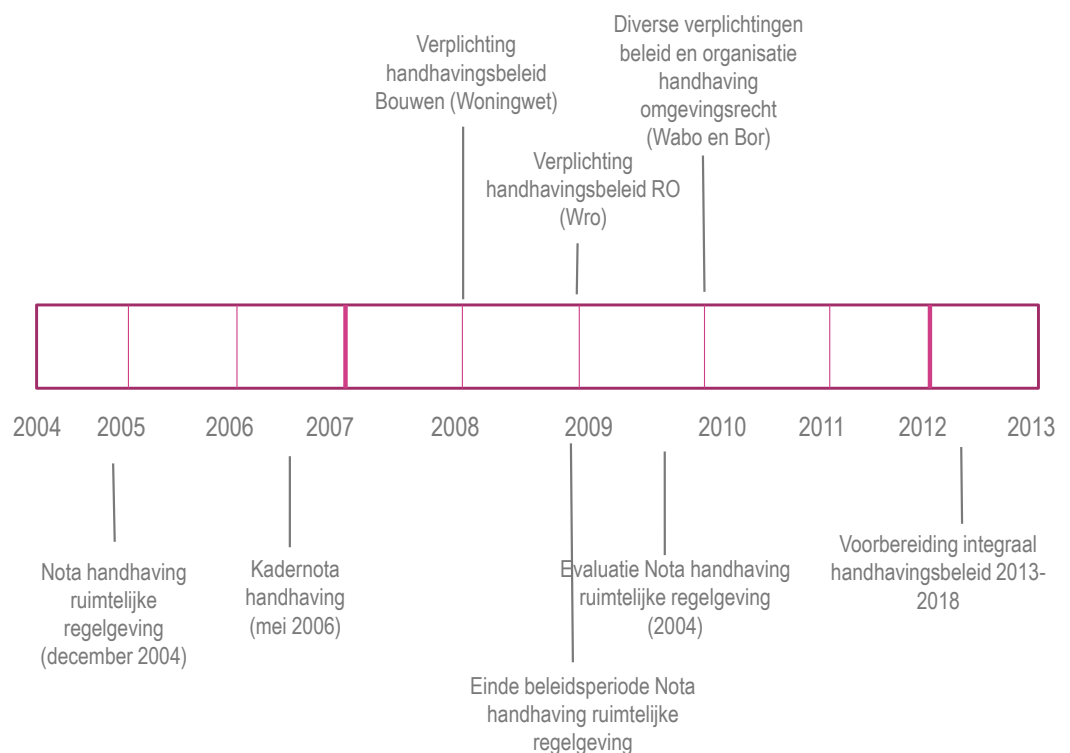 Diverse verplichtingen
beleid en organisatie
handhaving
omgevingsrecht
(Wabo en Bor)
Verplichting
handhavingsbeleid
Bouwen (Woningwet)
Verplichting
handhavingsbeleid RO
(Wro)
2004 2005 2006 2007 2008 2009 2010 2011 2012 2013
Nota handhaving
ruimtelijke
regelgeving
(december 2004)
Kadernota
handhaving
(mei 2006)
Evaluatie Nota handhaving
ruimtelijke regelgeving
(2004)
Voorbereiding integraal
handhavingsbeleid 2013-
2018
Einde beleidsperiode Nota
handhaving ruimtelijke
regelgeving